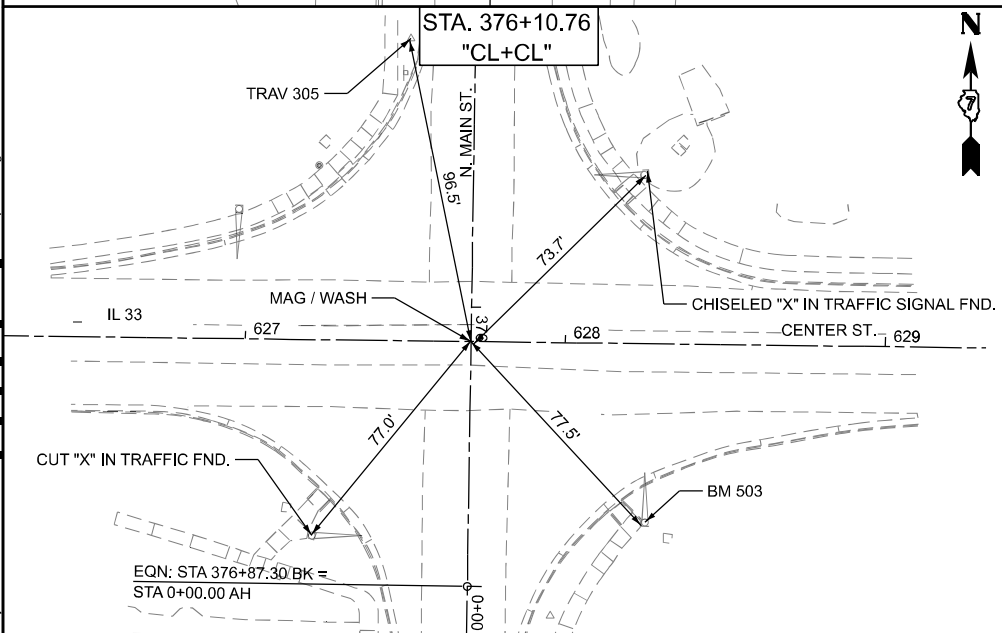 STA. 376+10.76
"CL+CL"
N
7
TRAV 305
N. MAIN ST.
96.5'
73.7'
MAG / WASH
CHISELED "X" IN TRAFFIC SIGNAL FND.
IL 33
627
628
CENTER ST.
629
77.0'
77.5'
CUT "X" IN TRAFFIC FND.
BM 503
EQN: STA 376+87.30 BK =
STA 0+00.00 AH
0+00